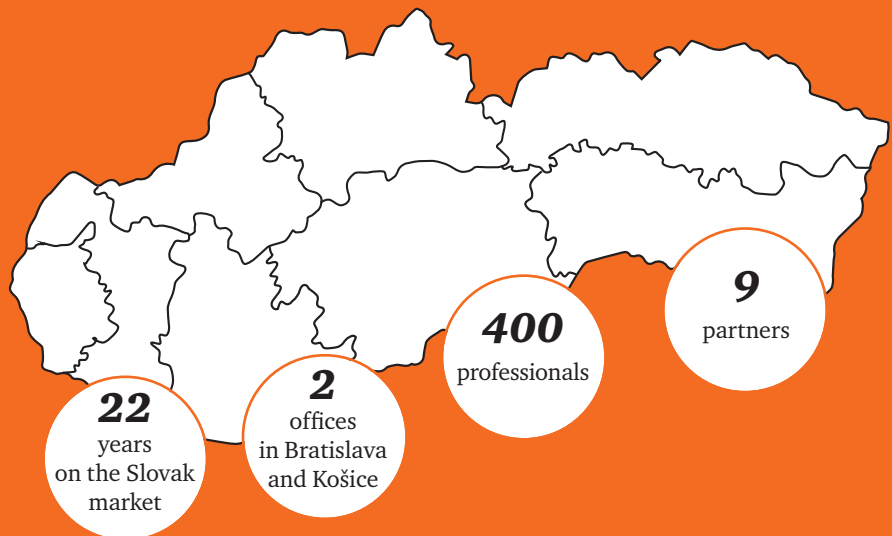 22
years
on the Slovak
market
2
offices
in Bratislava
and Košice
400
professionals
9
partners